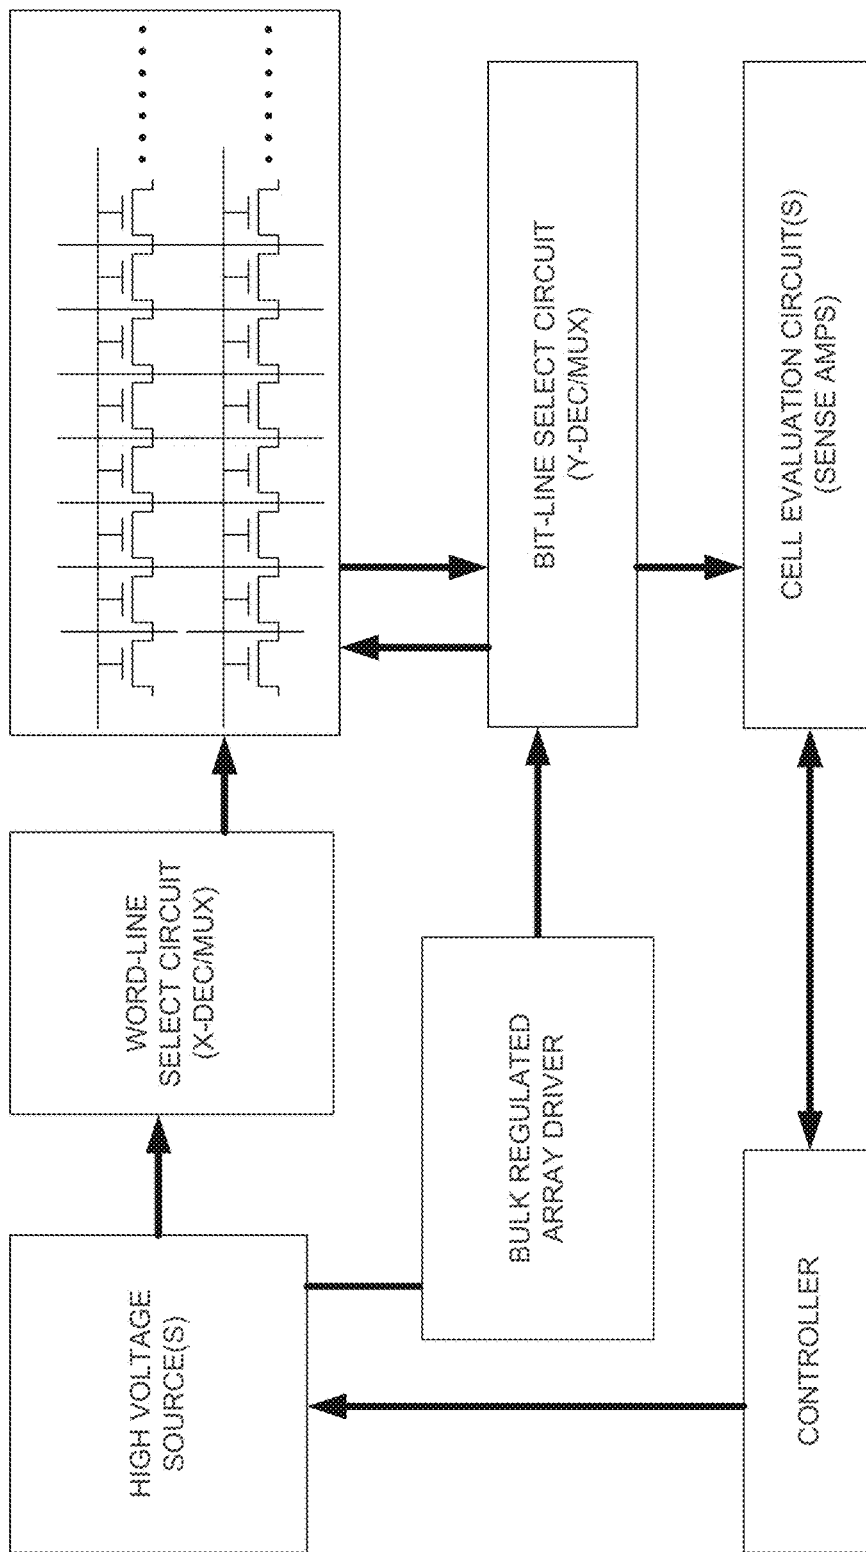 HIGH VOLTAGE
SOURCE(S)
WORD-LINE
SELECT CIRCUIT
(X-DEC/MUX)
BULK REGULATED
ARRAY DRIVER
BIT-LINE SELECT CIRCUIT
(Y-DEC/MUX)
CONTROLLER
CELL EVALUATION CIRCUIT(S)
(SENSE AMPS)